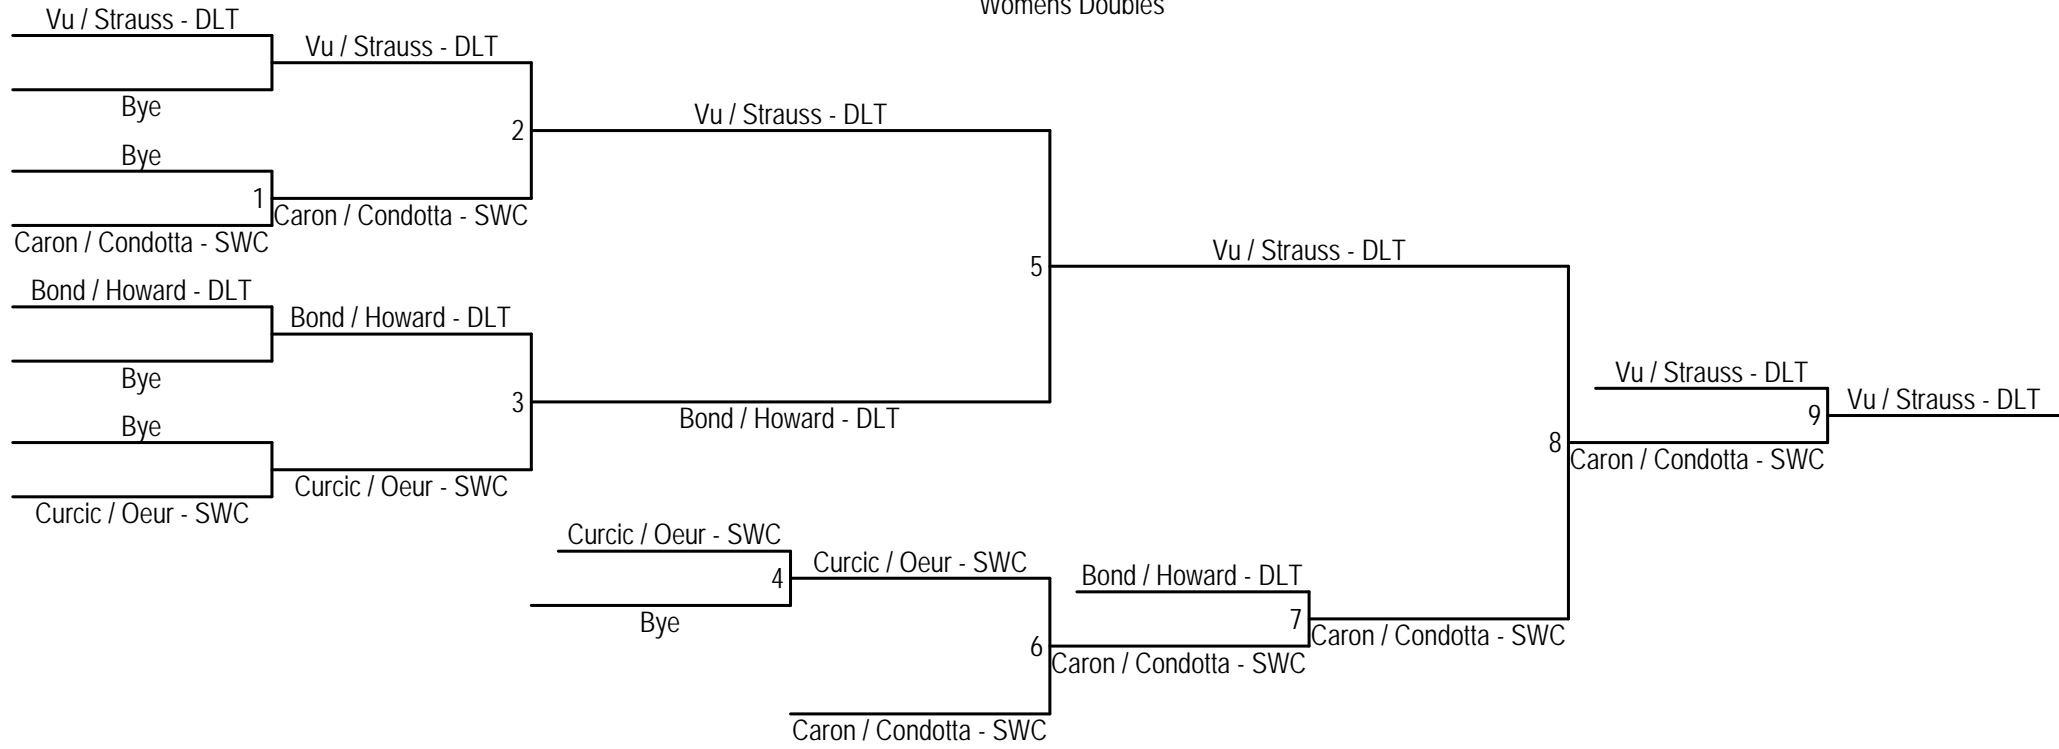 Womens Doubles
Vu / Strauss - DLT
Vu / Strauss - DLT
Bye
Vu / Strauss - DLT
2
Bye
1
Caron / Condotta - SWC
Caron / Condotta - SWC
Vu / Strauss - DLT
5
Bond / Howard - DLT
Bond / Howard - DLT
Bye
3
Bond / Howard - DLT
Vu / Strauss - DLT
9
Vu / Strauss - DLT
Bye
8
Caron / Condotta - SWC
Curcic / Oeur - SWC
Curcic / Oeur - SWC
Curcic / Oeur - SWC
4
Curcic / Oeur - SWC
Bye
Bond / Howard - DLT
7
Caron / Condotta - SWC
6
Caron / Condotta - SWC
Caron / Condotta - SWC